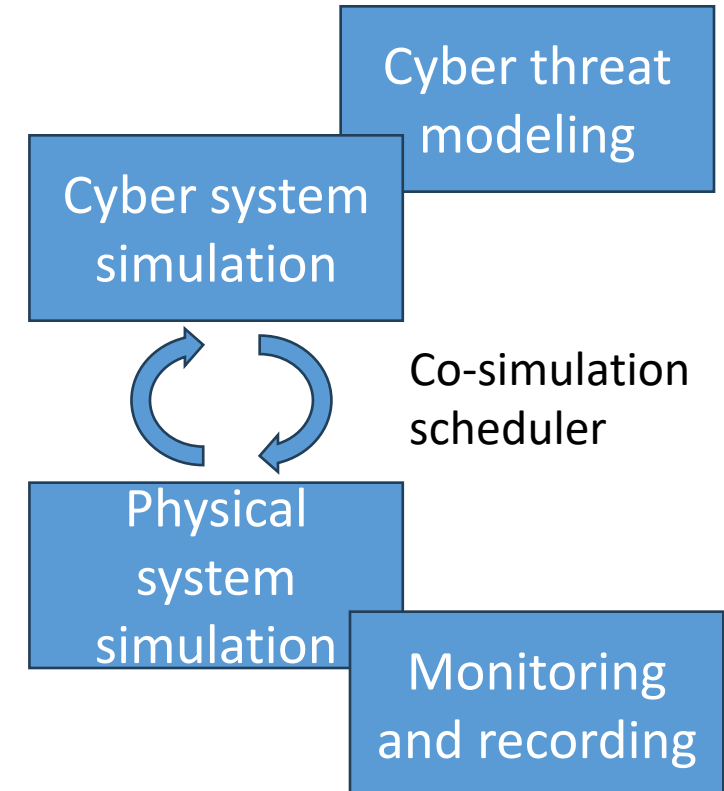 Cyber threat
modeling
Cyber system
simulation
Co-simulation
scheduler
Physical
system
simulation
Monitoring
and recording